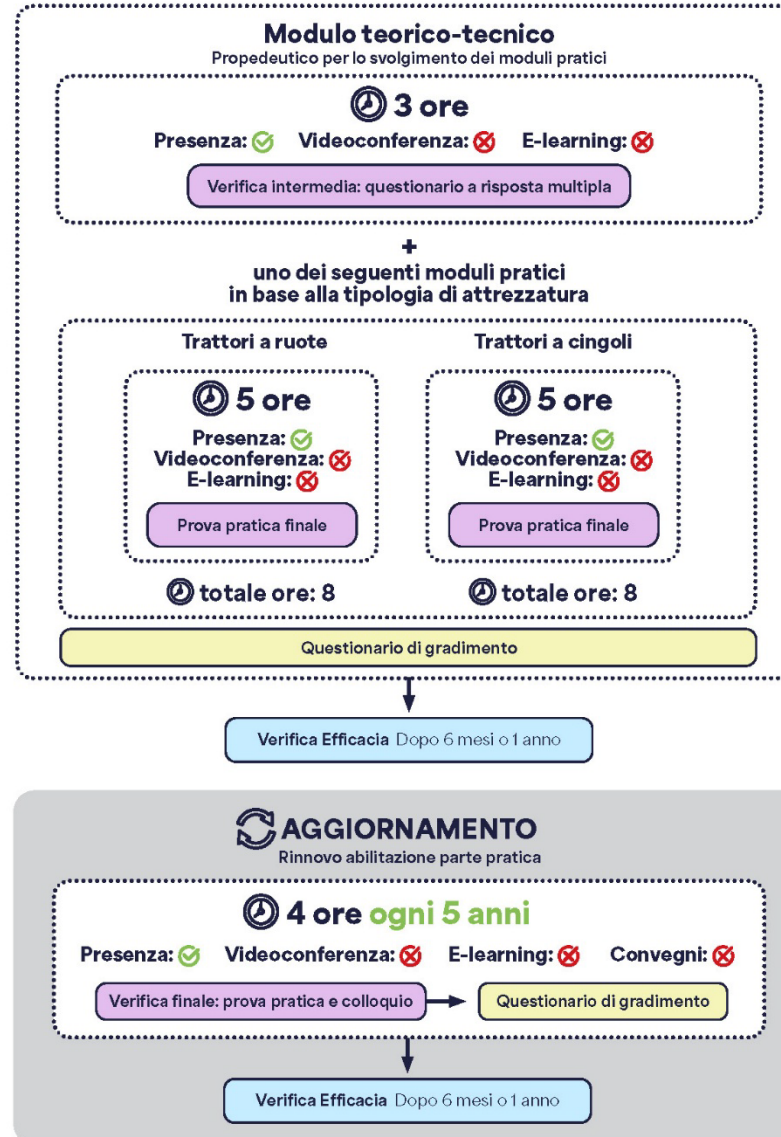 Modulo teorico-tecnico
Propedeutico per lo svolgimento dei moduli pratici
3 ore
Presenza: Videoconferenza: E-learning:
Verifica intermedia: questionario a risposta multipla
+
uno dei seguenti moduli pratici
in base alla tipologia di attrezzatura
Trattori a ruote
5 ore
Presenza:
Videoconferenza:
E-learning:
Prova pratica finale
totale ore: 8
Trattori a cingoli
5 ore
Presenza:
Videoconferenza:
E-learning:
Prova pratica finale
totale ore: 8
Questionario di gradimento
Verifica Efficacia Dopo 6 mesi o 1 anno
AGGIORNAMENTO
Rinnovo abilitazione parte pratica
4 ore ogni 5 anni
Presenza: Videoconferenza: E-learning: Convegni:
Verifica finale: prova pratica e colloquio
Questionario di gradimento
Verifica Efficacia Dopo 6 mesi o 1 anno